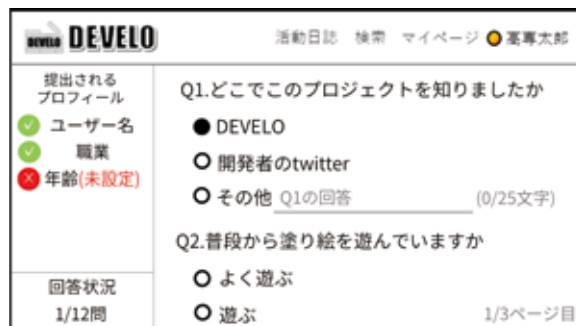 DEVELO DEVELO
活動日誌 検索 マイページ 高専太郎
提出される
プロフィール
ユーザー名
職業
年齢(未設定)
回答状況
1/12問
Q1.どこでこのプロジェクトを知りましたか
DEVELO
開発者のtwitter
その他 Q1の回答 (0/25文字)
Q2.普段から塗り絵を遊んでいますか
よく遊ぶ
遊ぶ 1/3ページ目